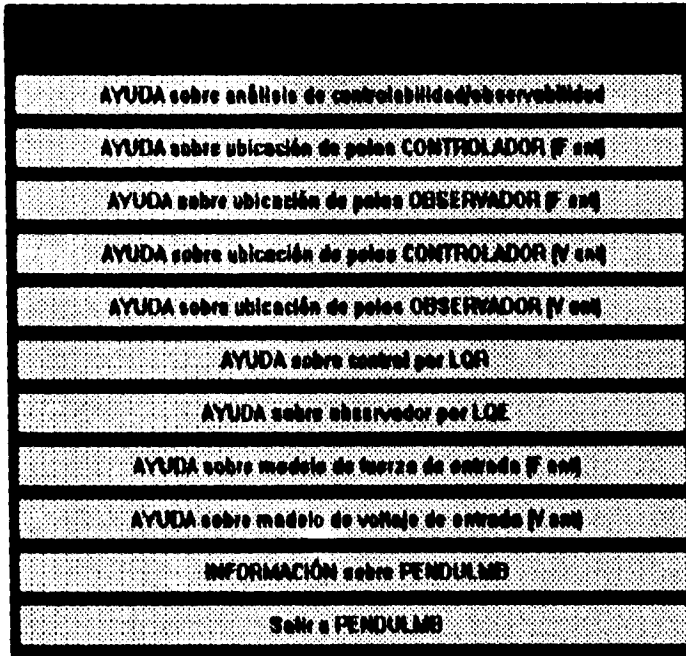 AYUDA sobre análisis de controlabilidad/observabilidad
AYUDA sobre ubicación de polos CONTROLADOR (F ent)
AYUDA sobre ubicación de polos OBSERVADOR (F ent)
AYUDA sobre ubicación de polos CONTROLADOR (V ent)
AYUDA sobre ubicación de polos OBSERVADOR (V ent)
AYUDA sobre control por LQR
AYUDA sobre observador por LQE
AYUDA sobre modelo de fuerza de entrada (F ent)
AYUDA sobre modelo de voltaje de entrada (V ent)
INFORMACIÓN sobre PENDULMB
Salir a PENDULMB